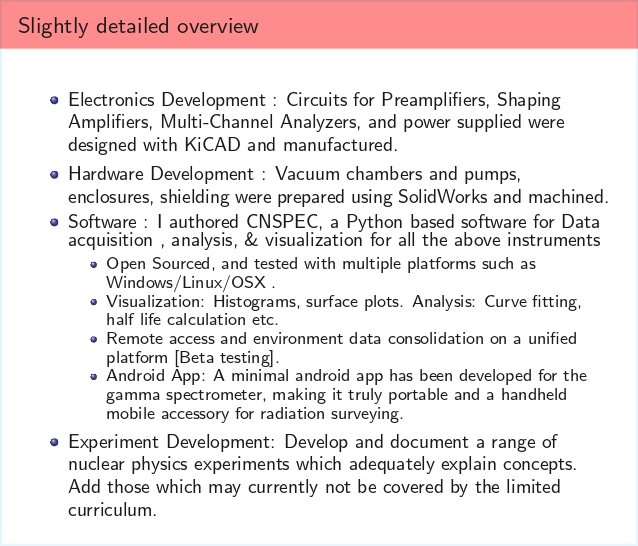 Slightly detailed overview
Electronics Development : Circuits for Preamplifiers, Shaping
Amplifiers, Multi-Channel Analyzers, and power supplied were
designed with KiCAD and manufactured.
Hardware Development : Vacuum chambers and pumps,
enclosures, shielding were prepared using SolidWorks and machined.
Software : I authored CNSPEC, a Python based software for Data
acquisition , analysis, & visualization for all the above instruments
Open Sourced, and tested with multiple platforms such as
Windows/Linux/OSX .
Visualization: Histograms, surface plots. Analysis: Curve fitting,
half life calculation etc.
Remote access and environment data consolidation on a unified
platform [Beta testing].
Android App: A minimal android app has been developed for the
gamma spectrometer, making it truly portable and a handheld
mobile accessory for radiation surveying.
Experiment Development: Develop and document a range of
nuclear physics experiments which adequately explain concepts.
Add those which may currently not be covered by the limited
curriculum.